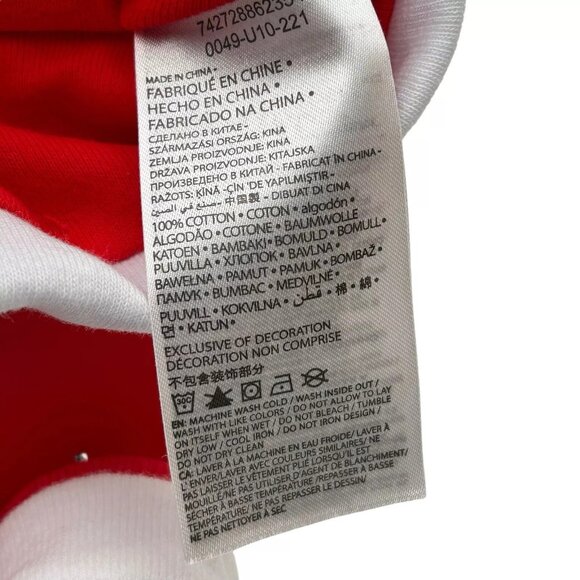 0049-U10-221
MADE IN CHINA •
FABRIQUÉ EN CHINE •
HECHO EN CHINA •
FABRICADO NA CHINA •
СДЕЛАНО В КИТАЕ •
SZÁRMAZÁSI ORSZÁG: KINA
ZEMLJA PROIZVODNJE: KINA
DRŽAVA PROIZVODNJE: KITAJSKA
ПРОИЗВЕДЕНО В КИТАЙ • FABRICAT ÎN CHINA •
RAŽOTS: ĶĪNĀ • ÇİN 'DE YAPILMIŞTIR •
صنع في الصين • 中国製 • DIBUAT DI CINA
100% COTTON • COTON • algodón •
ALGODÃO • COTONE • BAUMWOLLE
KATOEN • BAMBAKI • BOMULD • BOMULL •
PUUVILLA • ХЛОПОК • BAVLNA •
BAWEŁNA • PAMUT • PAMUK • BOMBAŽ •
ПАМУК • BUMBAC • MEDVILNĖ •
PUUVILL • KOKVILNA • قطن • 棉 • 綿 •
면 • KATUN •
EXCLUSIVE OF DECORATION
DÉCORATION NON COMPRISE
不包含装饰部分
EN: MACHINE WASH COLD / WASH INSIDE OUT /
WASH WITH LIKE COLORS / DO NOT ALLOW TO LAY
ON ITSELF WHEN WET / DO NOT BLEACH / TUMBLE
DRY LOW / COOL IRON / DO NOT IRON DESIGN /
DO NOT DRY CLEAN
CA: LAVER À LA MACHINE EN EAU FROIDE / LAVER À
L'ENVERS/LAVER AVEC COULEURS SIMILAIRES / NE
PAS LAISSER LE VÊTEMENT PLIÉ LORSQU'IL EST
MOUILLÉ/NE PAS UTILISER D'AGENT DE BLANCHIMENT/
SÉCHER À BASSE TEMPÉRATURE / REPASSER À BASSE
TEMPÉRATURE/ NE PAS REPASSER LE DESSIN/
NE PAS NETTOYER À SEC